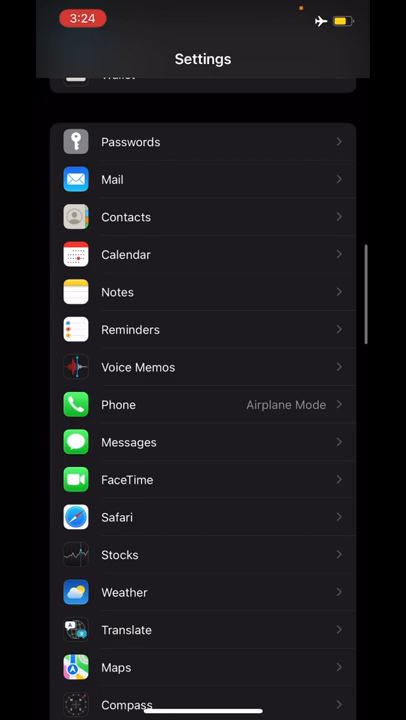 3:24
Settings
Wallet
Passwords
Mail
Contacts
Calendar
Notes
Reminders
Voice Memos
Phone Airplane Mode
Messages
FaceTime
Safari
Stocks
Weather
Translate
Maps
Compass